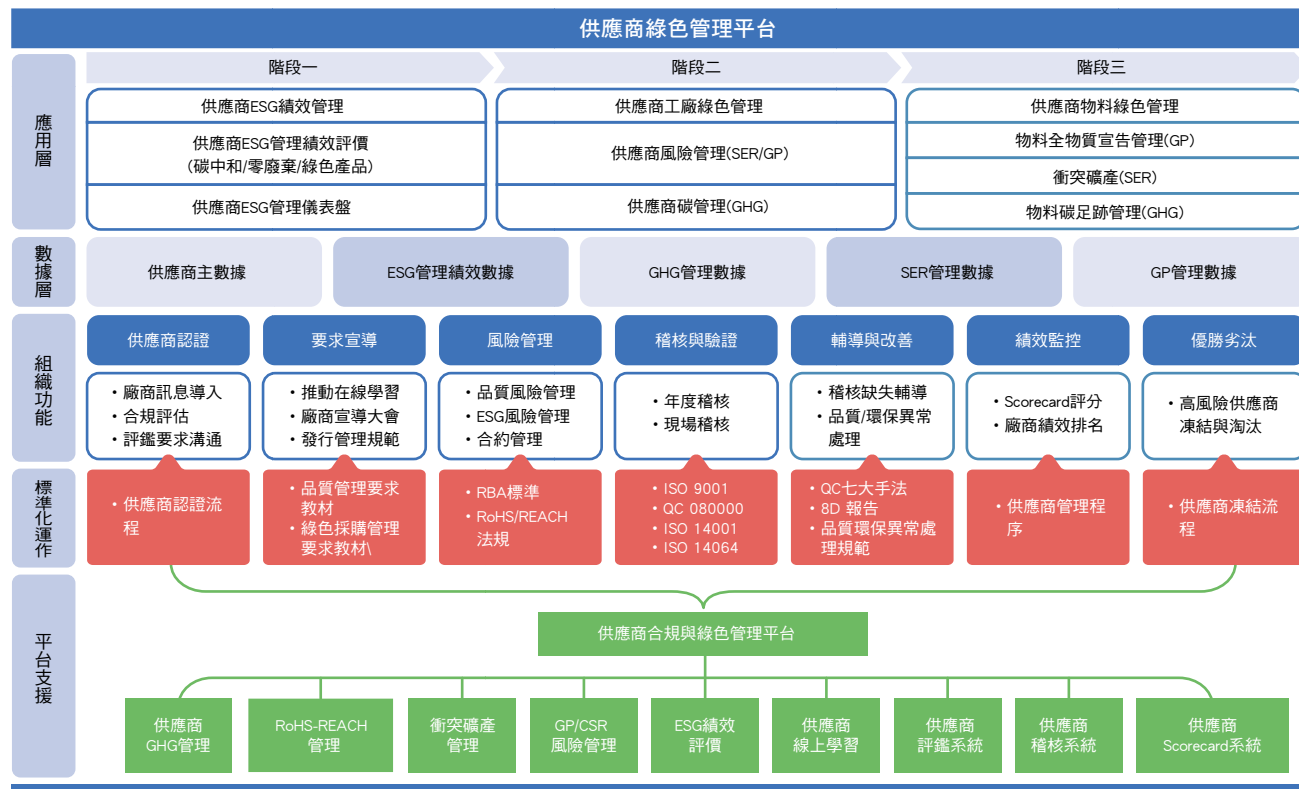 供應商綠色管理平台
應用層
階段一
階段二
階段三
供應商ESG績效管理
供應商ESG管理績效評價
(碳中和/零廢棄/綠色產品)
供應商ESG管理儀表盤
供應商工廠綠色管理
供應商風險管理(SER/GP)
供應商碳管理(GHG)
供應商物料綠色管理
物料全物質宣告管理(GP)
衝突礦產(SER)
物料碳足跡管理(GHG)
數據層
供應商主數據
ESG管理績效數據
GHG管理數據
SER管理數據
GP管理數據
組織功能
供應商認證
・廠商訊息導入
・合規評估
・評鑑要求溝通
要求宣導
・推動在線學習
・廠商宣導大會
・發行管理規範
風險管理
・品質風險管理
・ESG風險管理
・合約管理
稽核與驗證
・年度稽核
・現場稽核
輔導與改善
・稽核缺失輔導
・品質/環保異常
處理
績效監控
・Scorecard評分
・廠商績效排名
優勝劣汰
・高風險供應商
凍結與淘汰
標準化運作
・供應商認證流
程
・品質管理要求
教材
・綠色採購管理
要求教材\
・RBA標準
・RoHS/REACH
法規
・ISO 9001
・QC 080000
・ISO 14001
・ISO 14064
・QC七大手法
・8D 報告
・品質環保異常處
理規範
・供應商管理程
序
・供應商凍結流
程
平台支援
供應商合規與綠色管理平台
供應商
GHG管理
RoHS-REACH
管理
衝突礦產
管理
GP/CSR
風險管理
ESG績效
評價
供應商
線上學習
供應商
評鑑系統
供應商
稽核系統
供應商
Scorecard系統